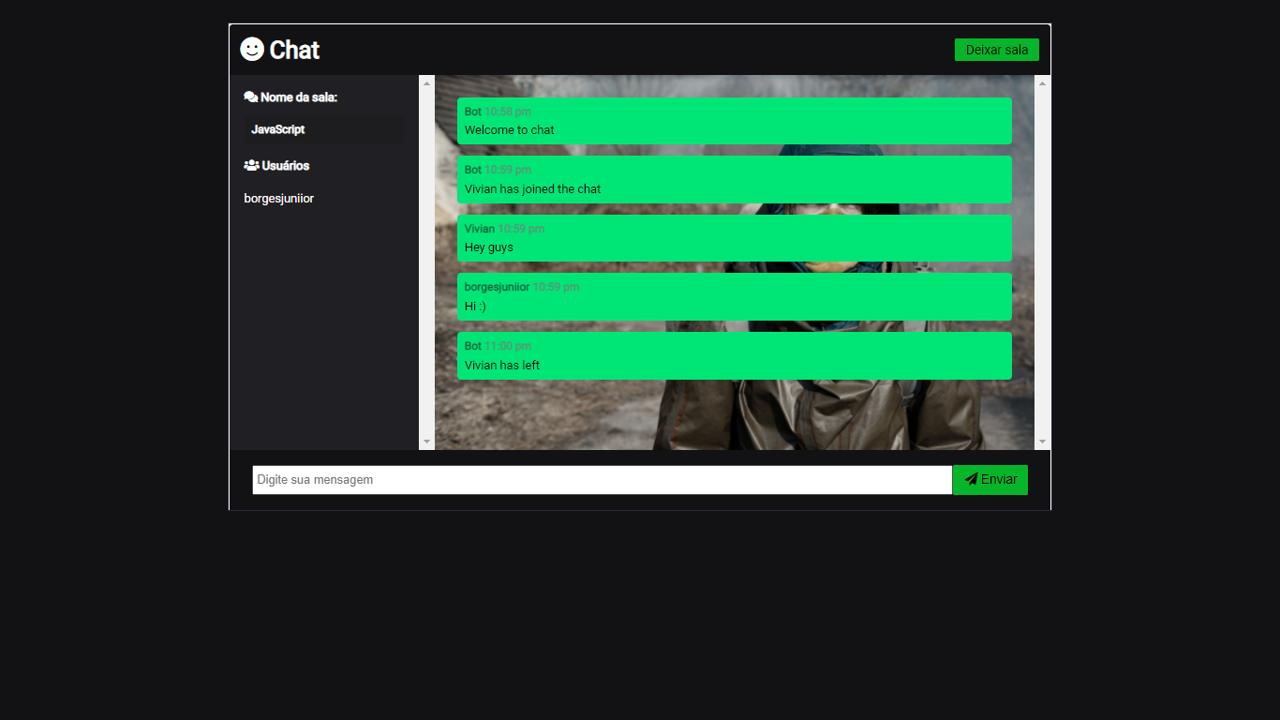 Chat
Deixar sala
Nome da sala:
JavaScript
Usuários
borgesjuniior
Bot 10:58 pm
Welcome to chat
Bot 10:59 pm
Vivian has joined the chat
Vivian 10:59 pm
Hey guys
borgesjuniior 10:59 pm
Hi :)
Bot 11:00 pm
Vivian has left
Digite sua mensagem
Enviar